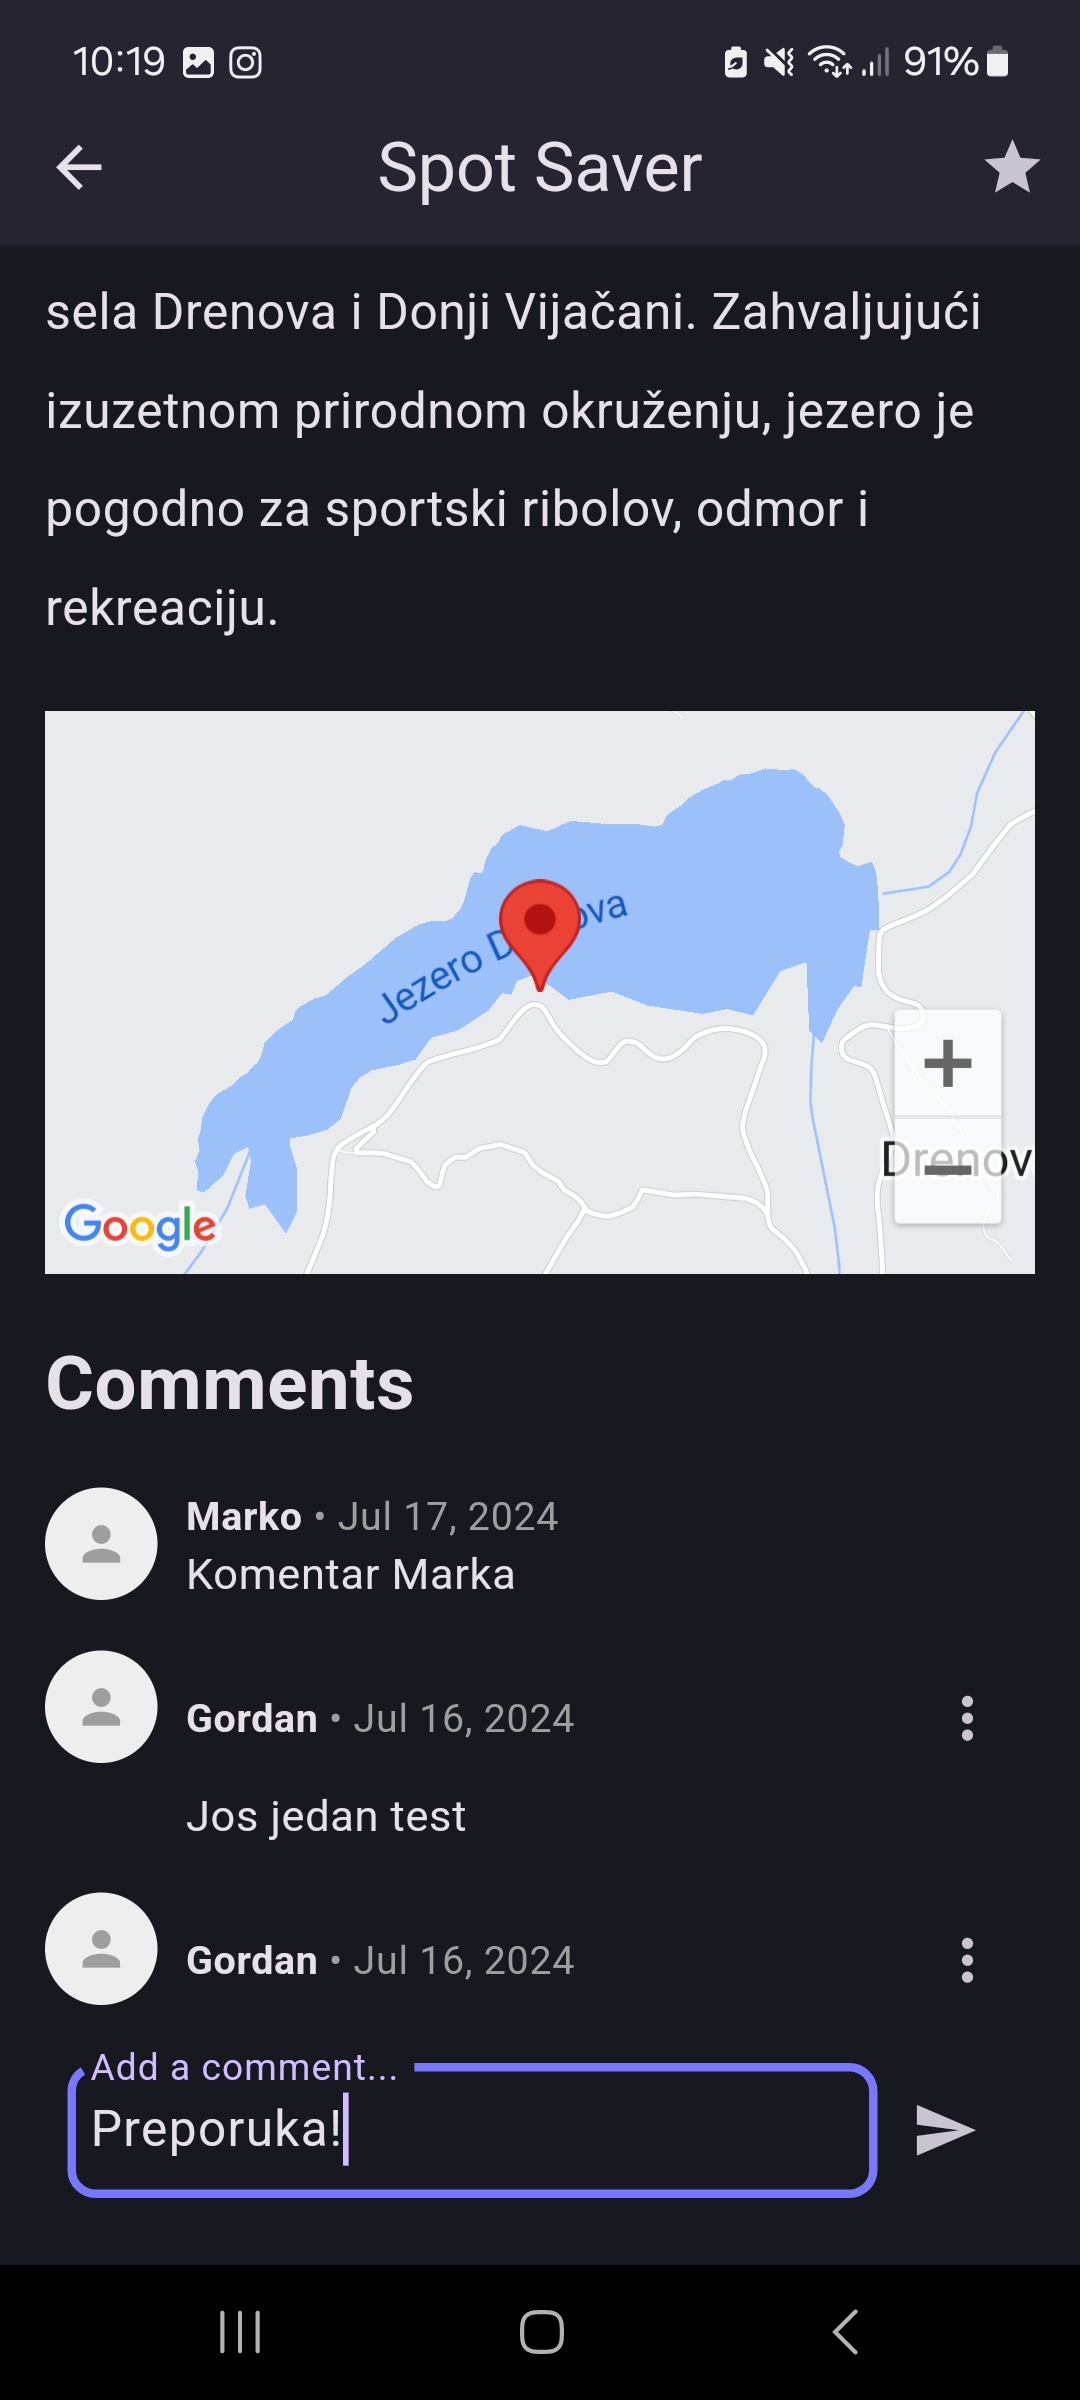 10:19 91%
Spot Saver
sela Drenova i Donji Vijačani. Zahvaljujući
izuzetnom prirodnom okruženju, jezero je
pogodno za sportski ribolov, odmor i
rekreaciju.
Jezero D ova
Drenov
Google
Comments
Marko • Jul 17, 2024
Komentar Marka
Gordan • Jul 16, 2024
Jos jedan test
Gordan • Jul 16, 2024
Add a comment...
Preporuka!